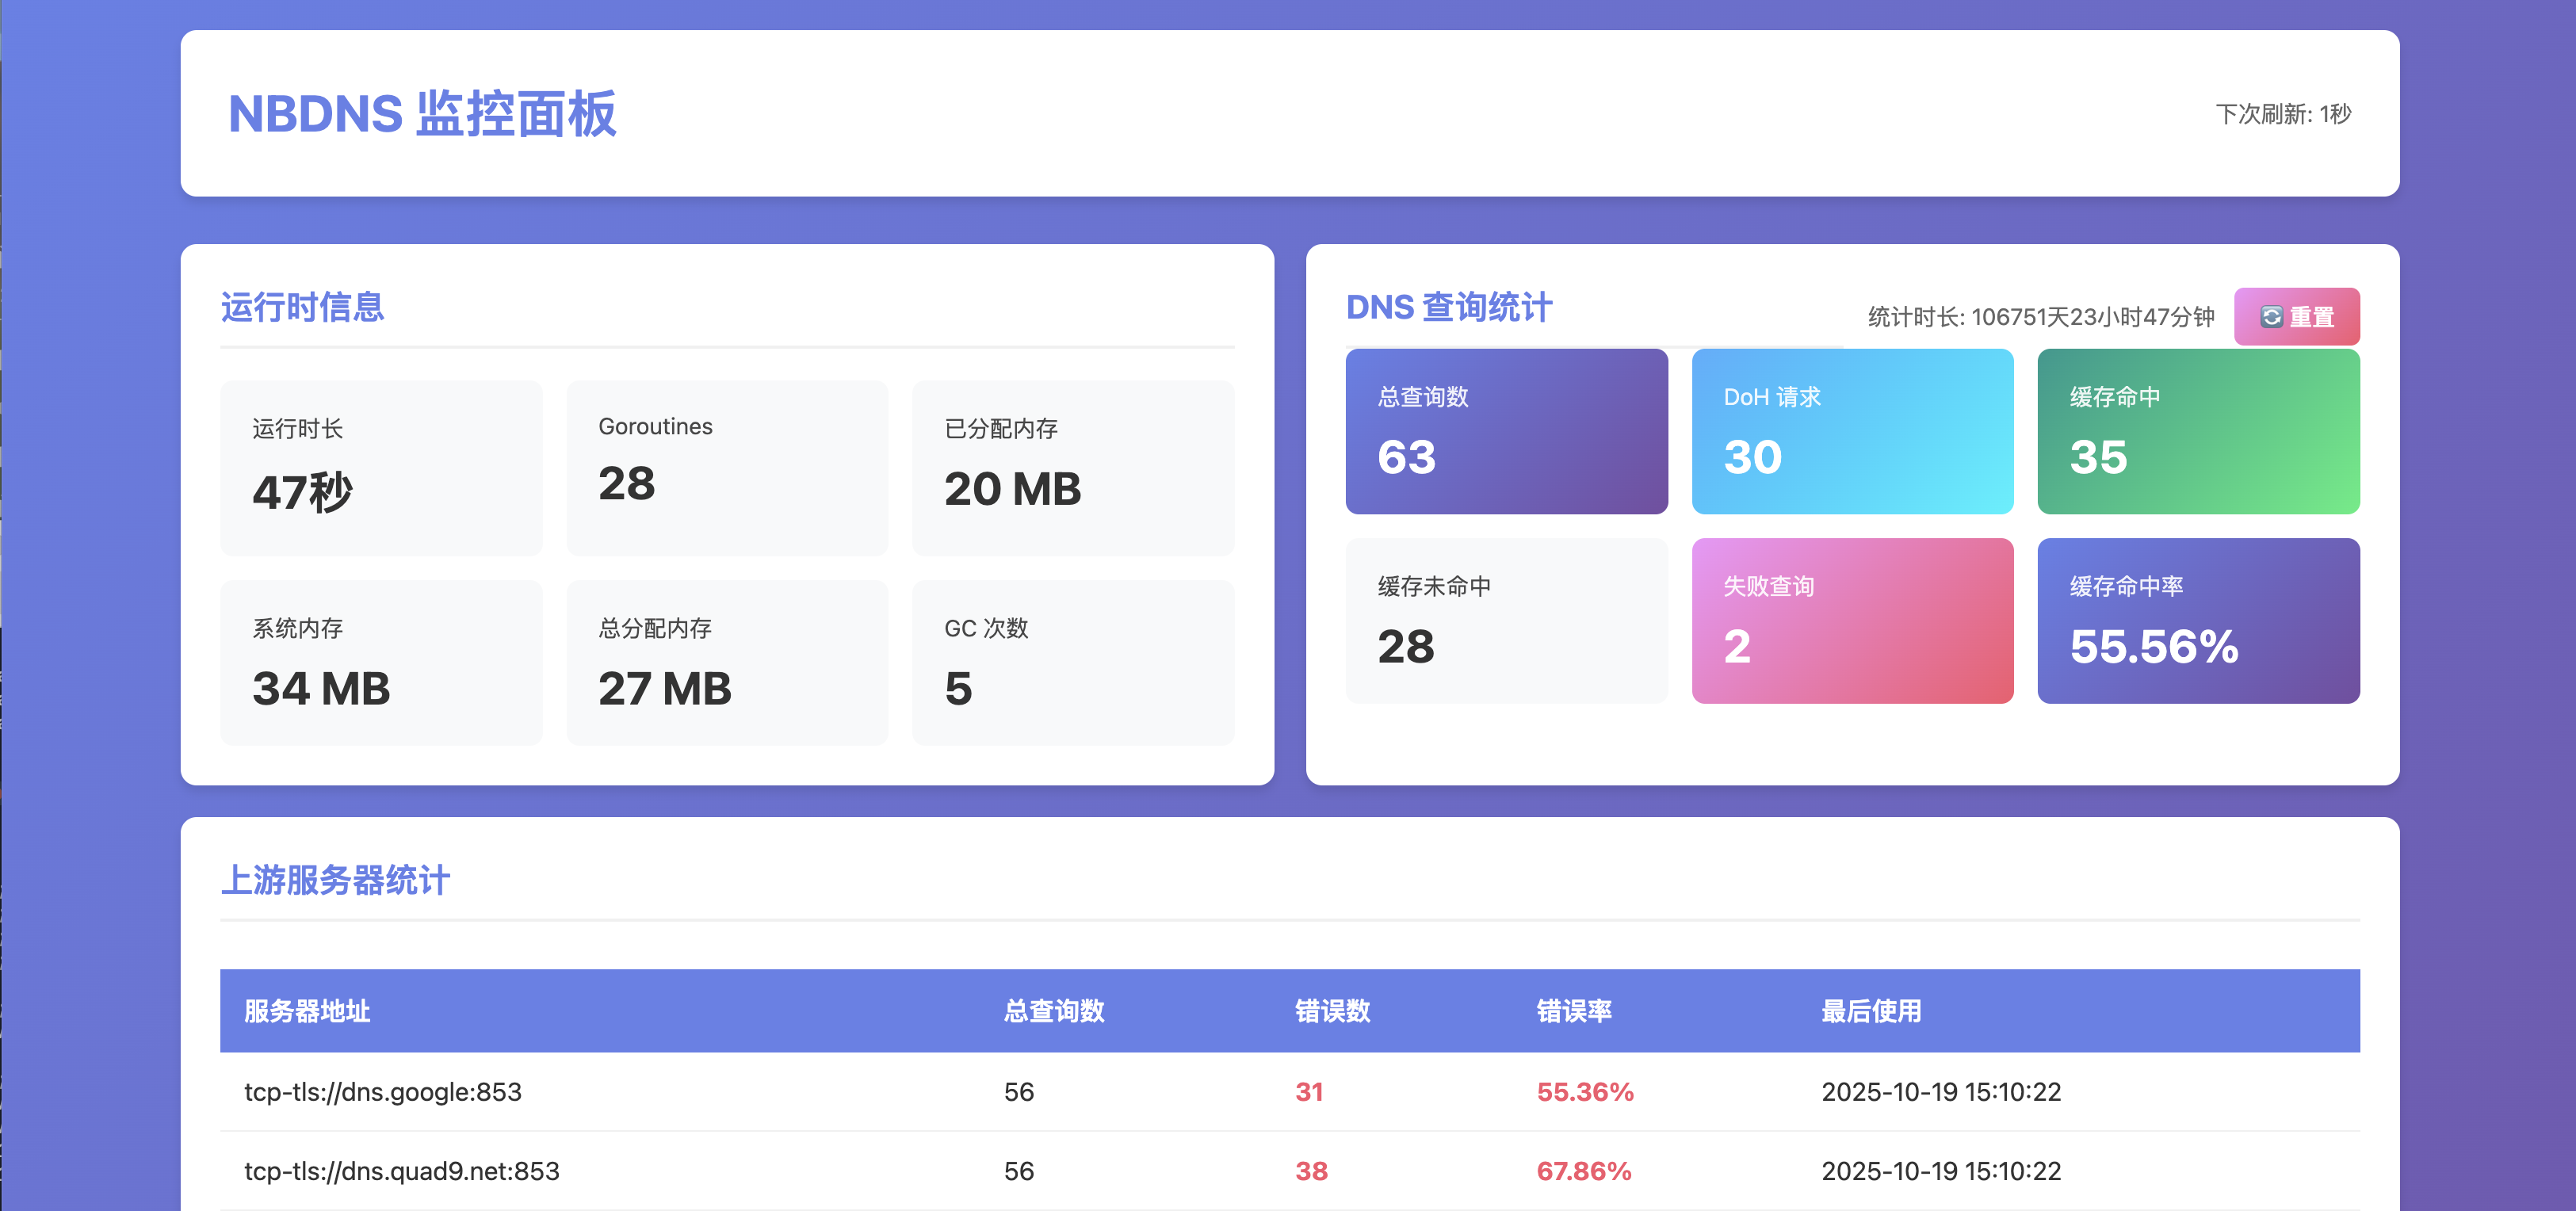 NBDNS 监控面板
下次刷新: 1秒
运行时信息
运行时长
47秒
Goroutines
28
已分配内存
20 MB
系统内存
34 MB
总分配内存
27 MB
GC 次数
5
DNS 查询统计
统计时长: 106751天23小时47分钟
重置
总查询数
63
DoH 请求
30
缓存命中
35
缓存未命中
28
失败查询
2
缓存命中率
55.56%
上游服务器统计
服务器地址 总查询数 错误数 错误率 最后使用
tcp-tls://dns.google:853 56 31 55.36% 2025-10-19 15:10:22
tcp-tls://dns.quad9.net:853 56 38 67.86% 2025-10-19 15:10:22